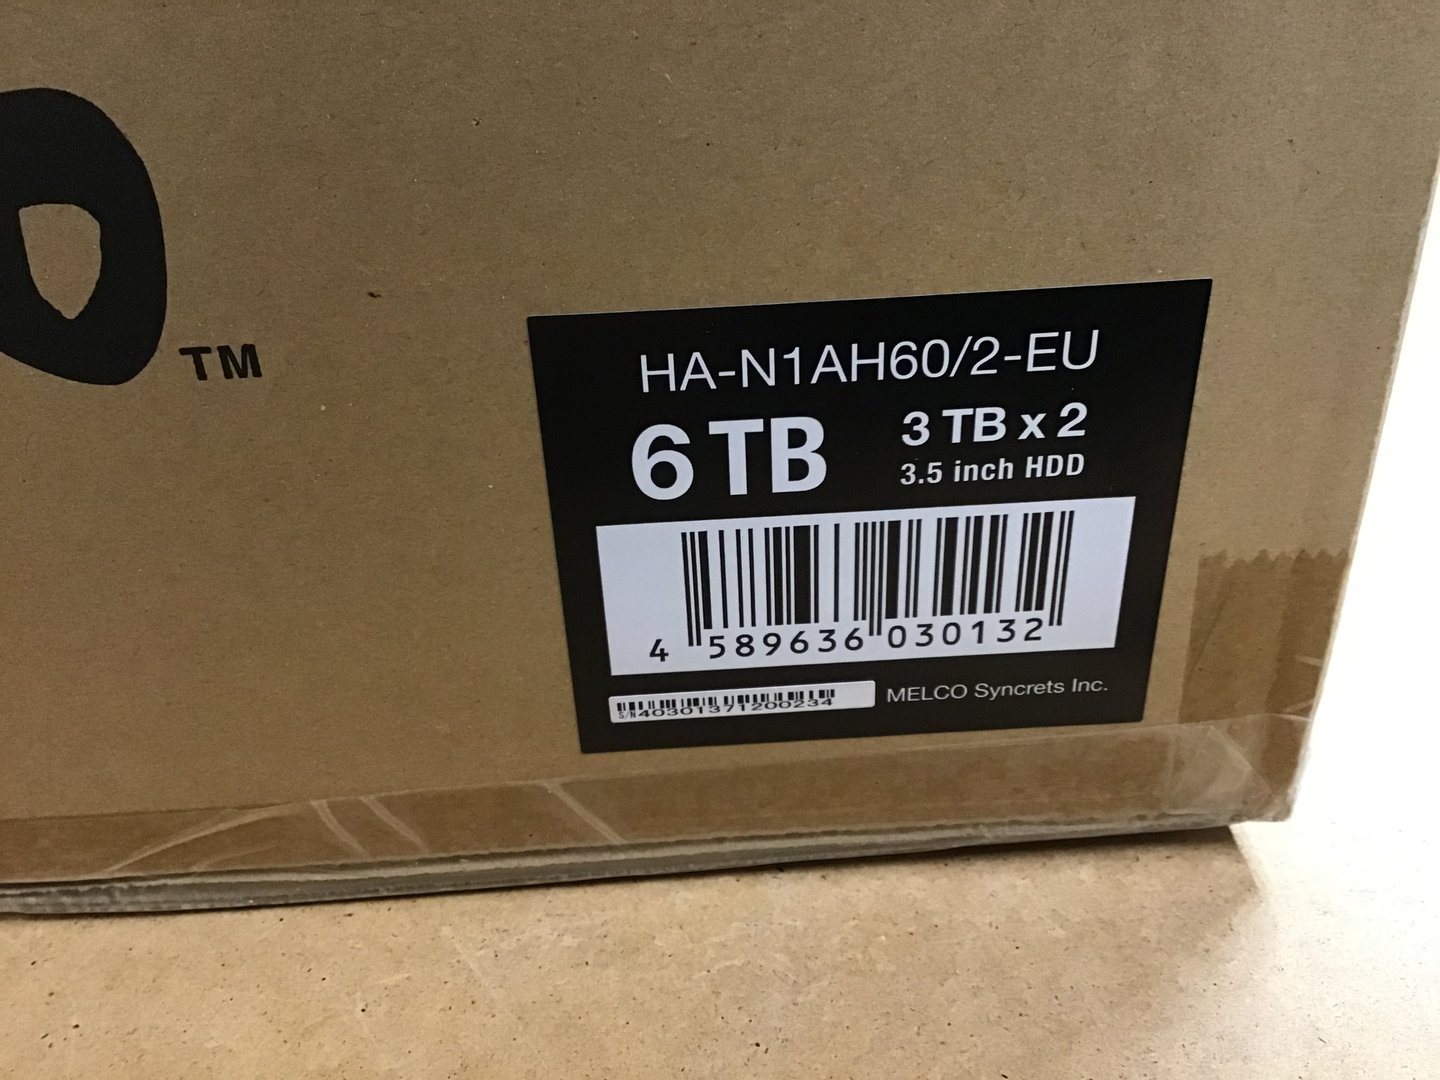 TM
HA-N1AH60/2-EU
6 TB
3 TB x 2
3.5 inch HDD
4 589636 030132
S/N 40301371200234
MELCO Syncrets Inc.